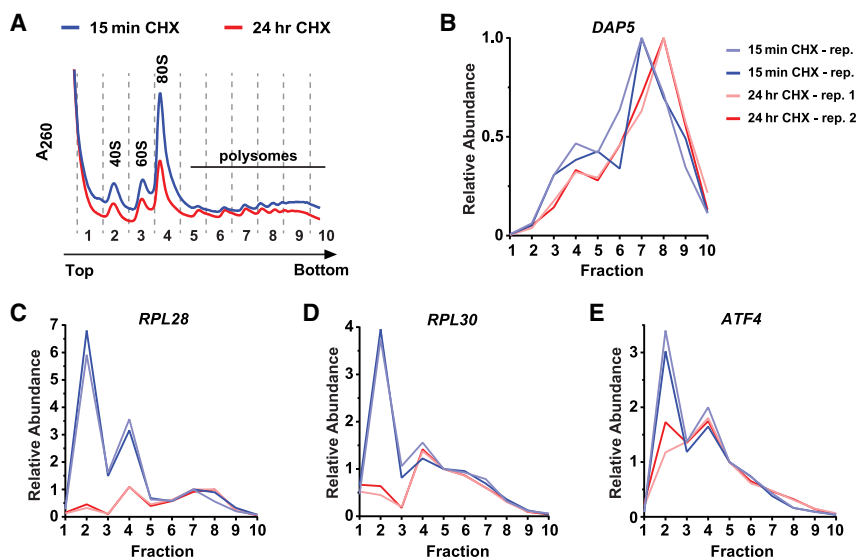 A
15 min CHX
24 hr CHX
A260
40S
60S
80S
polysomes
1 2 3 4 5 6 7 8 9 10
Top
Bottom
B
DAP5
Relative Abundance
1.0
0.5
0
1 2 3 4 5 6 7 8 9 10
Fraction
15 min CHX - rep.
15 min CHX - rep.
24 hr CHX - rep. 1
24 hr CHX - rep. 2
C
RPL28
Relative Abundance
7
6
5
4
3
2
1
0
1 2 3 4 5 6 7 8 9 10
Fraction
D
RPL30
Relative Abundance
4
3
2
1
0
1 2 3 4 5 6 7 8 9 10
Fraction
E
ATF4
Relative Abundance
3
2
1
0
1 2 3 4 5 6 7 8 9 10
Fraction